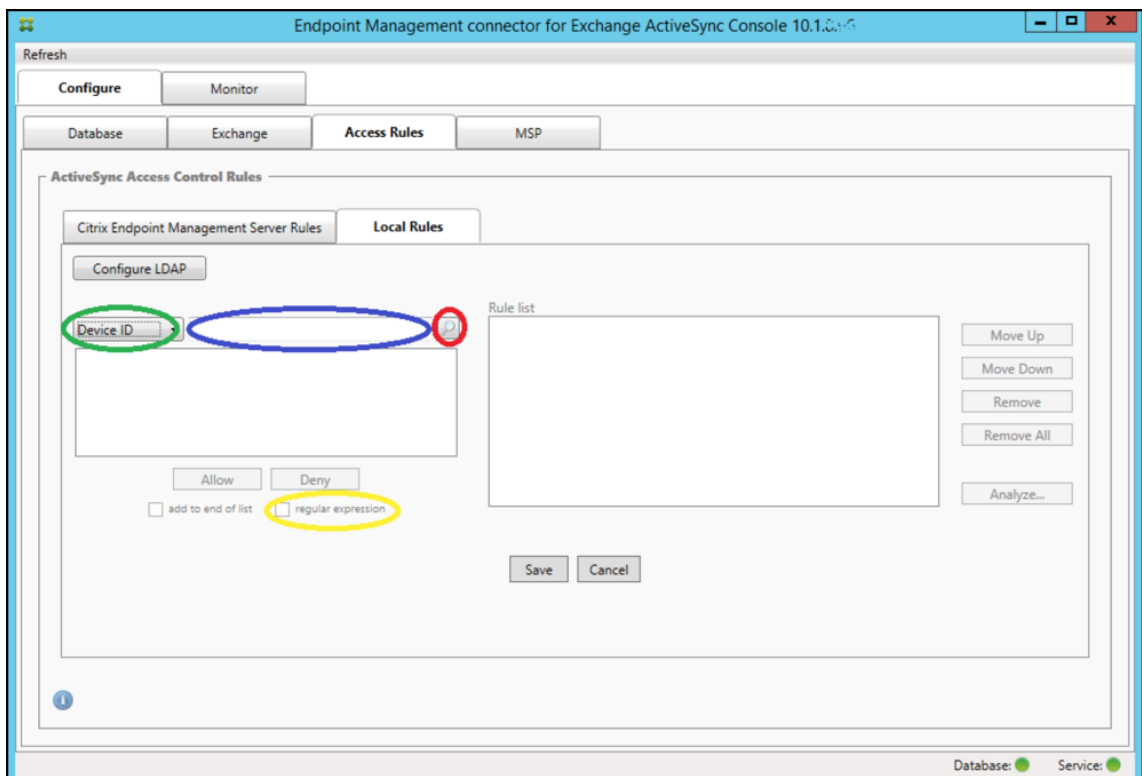 Endpoint Management connector for Exchange ActiveSync Console
Refresh
Configure Monitor
Database Exchange Access Rules MSP
ActiveSync Access Control Rules
Citrix Endpoint Management Server Rules Local Rules
Configure LDAP
Rule list
Device ID
Move Up
Move Down
Remove
Remove All
Allow Deny
Analyze...
add to end of list regular expression
Save Cancel
Database: Service: